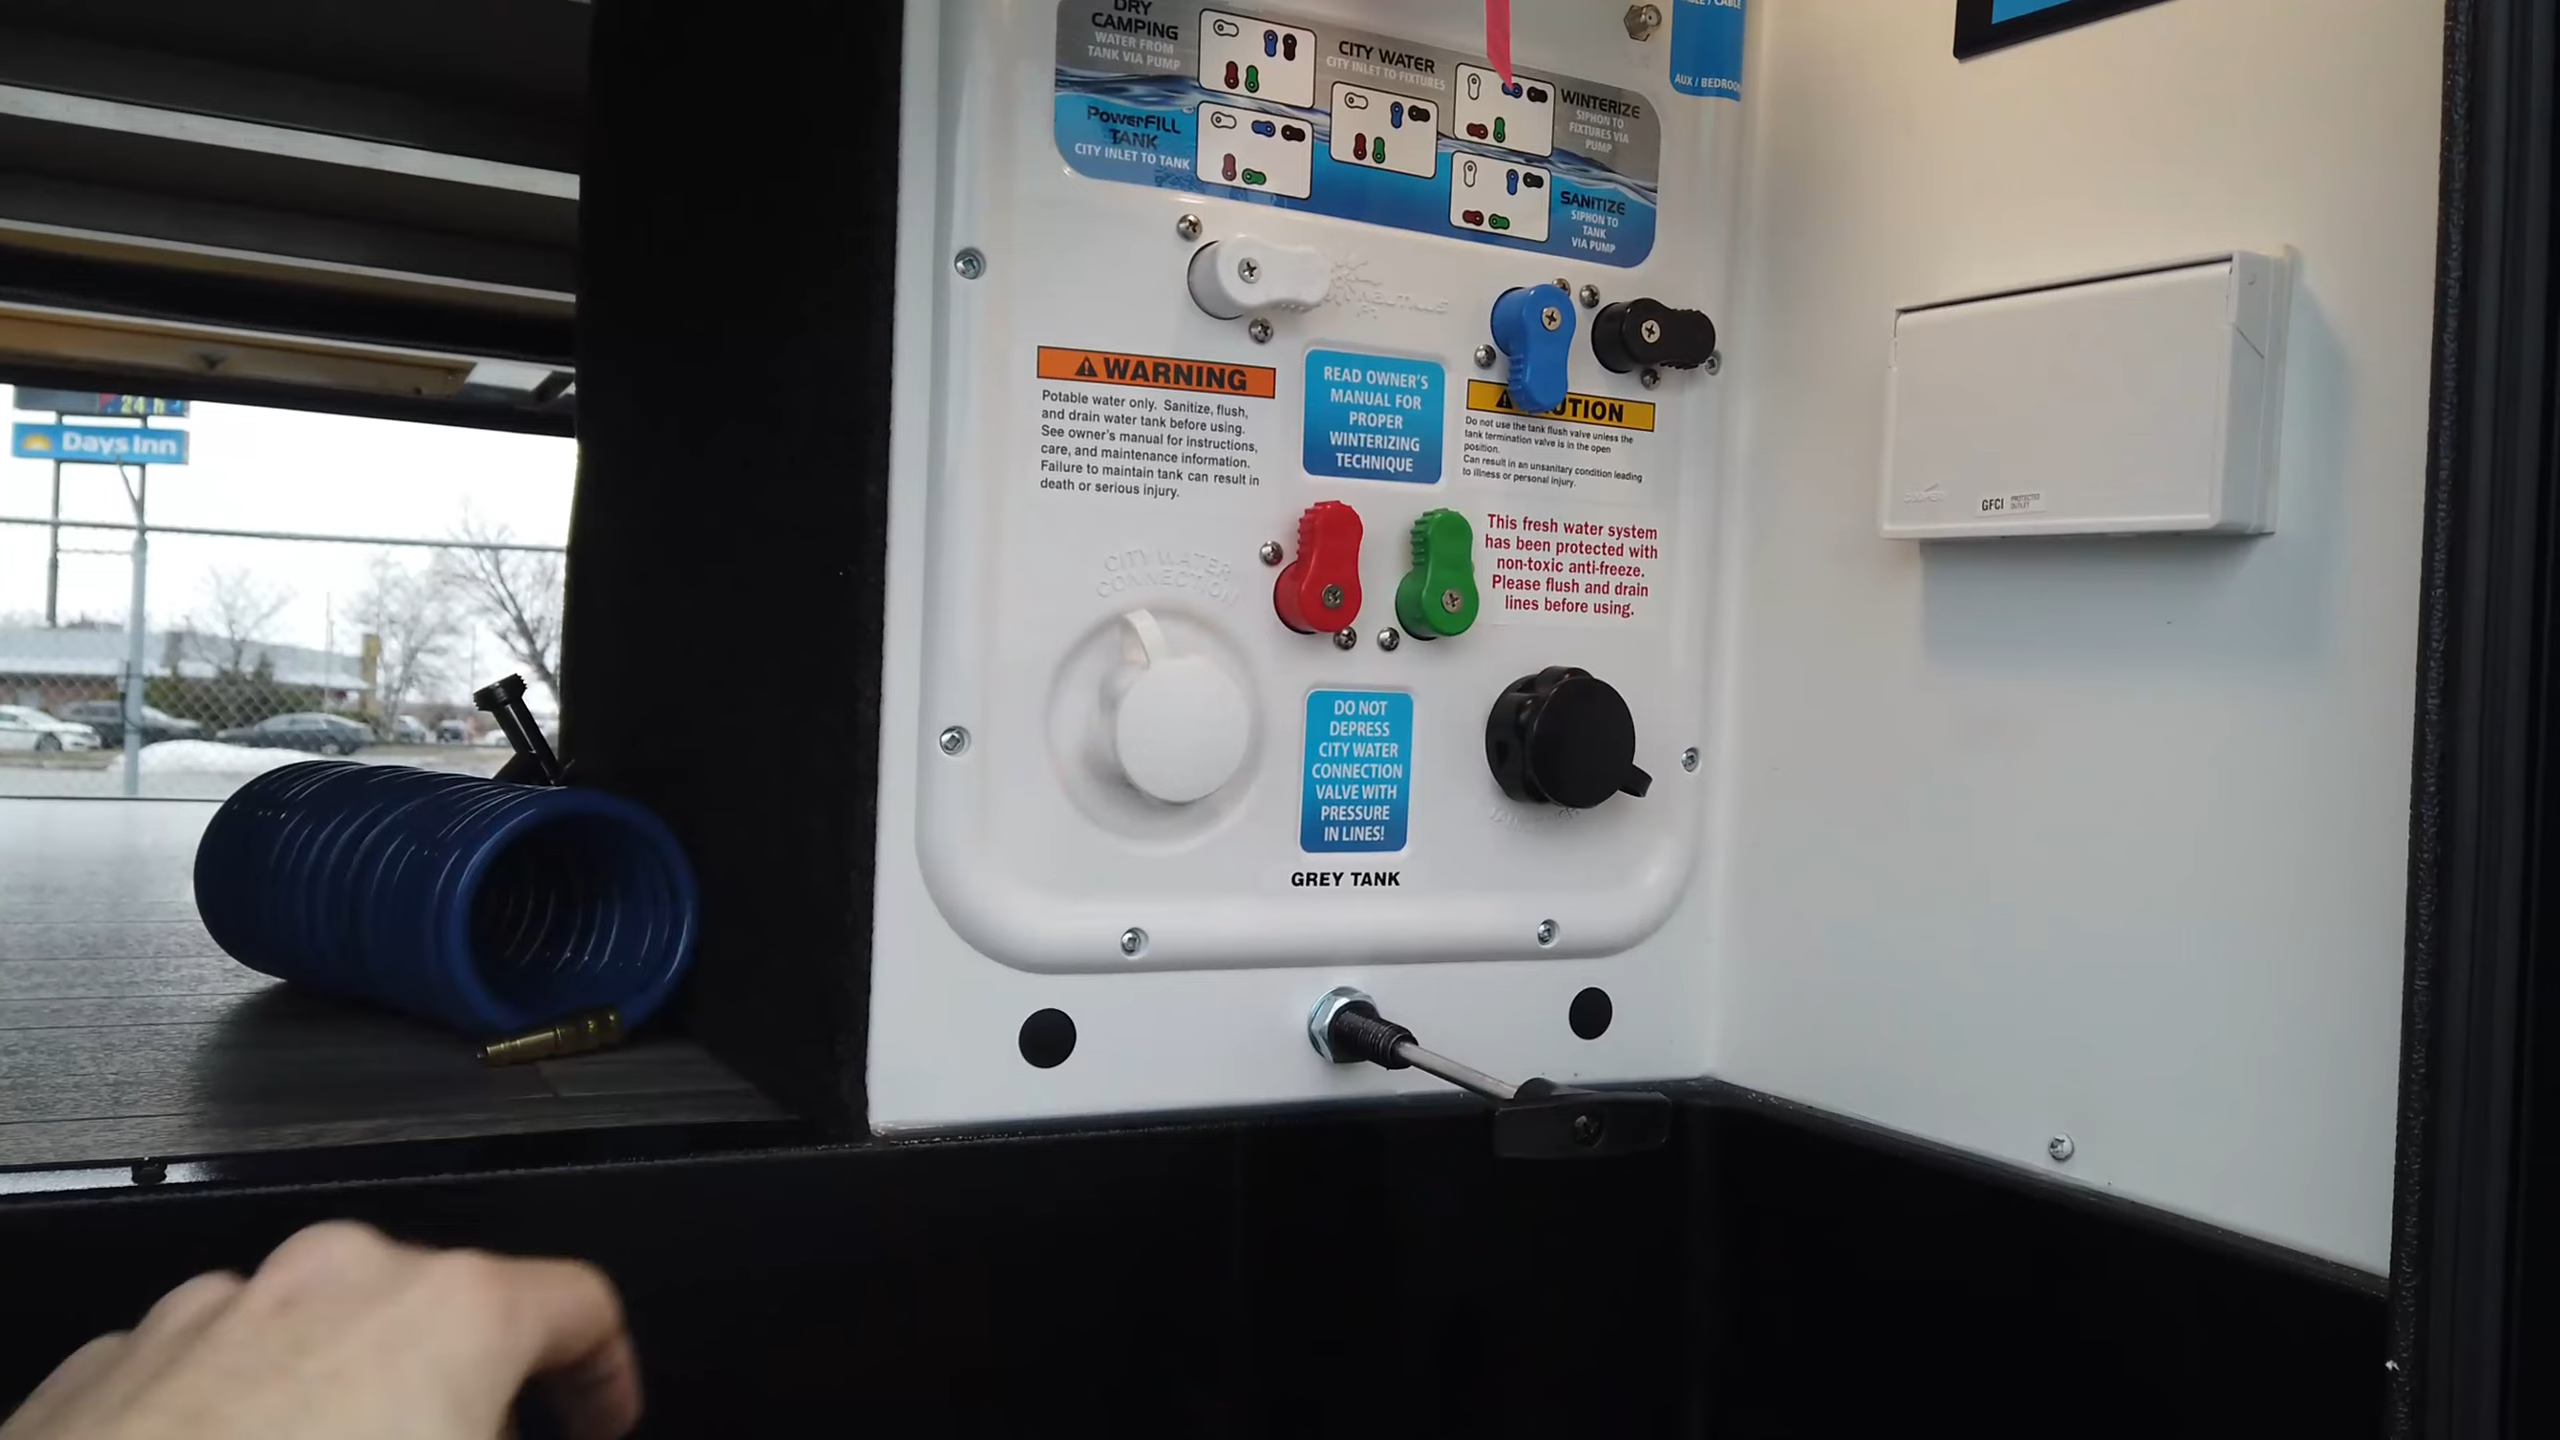 DRY
CAMPING
WATER FROM
TANK VIA PUMP
CITY WATER
CITY INLET TO FIXTURES
WINTERIZE
SIPHON TO
FIXTURES VIA
PUMP
PowerFILL
TANK
CITY INLET TO TANK
SANITIZE
SIPHON TO
TANK
VIA PUMP
AUX / BEDROO
NAUTILUS
WARNING
Potable water only. Sanitize, flush,
and drain water tank before using.
See owner's manual for instructions,
care, and maintenance information.
Failure to maintain tank can result in
death or serious injury.
READ OWNER'S
MANUAL FOR
PROPER
WINTERIZING
TECHNIQUE
UTION
Do not use the tank flush valve unless the
tank termination valve is in the open
position.
Can result in an unsanitary condition leading
to illness or personal injury.
This fresh water system
has been protected with
non-toxic anti-freeze.
Please flush and drain
lines before using.
CITY WATER
CONNECTION
DO NOT
DEPRESS
CITY WATER
CONNECTION
VALVE WITH
PRESSURE
IN LINES!
GREY TANK
GFCI PROTECTED
OUTLET
24 h
Days Inn